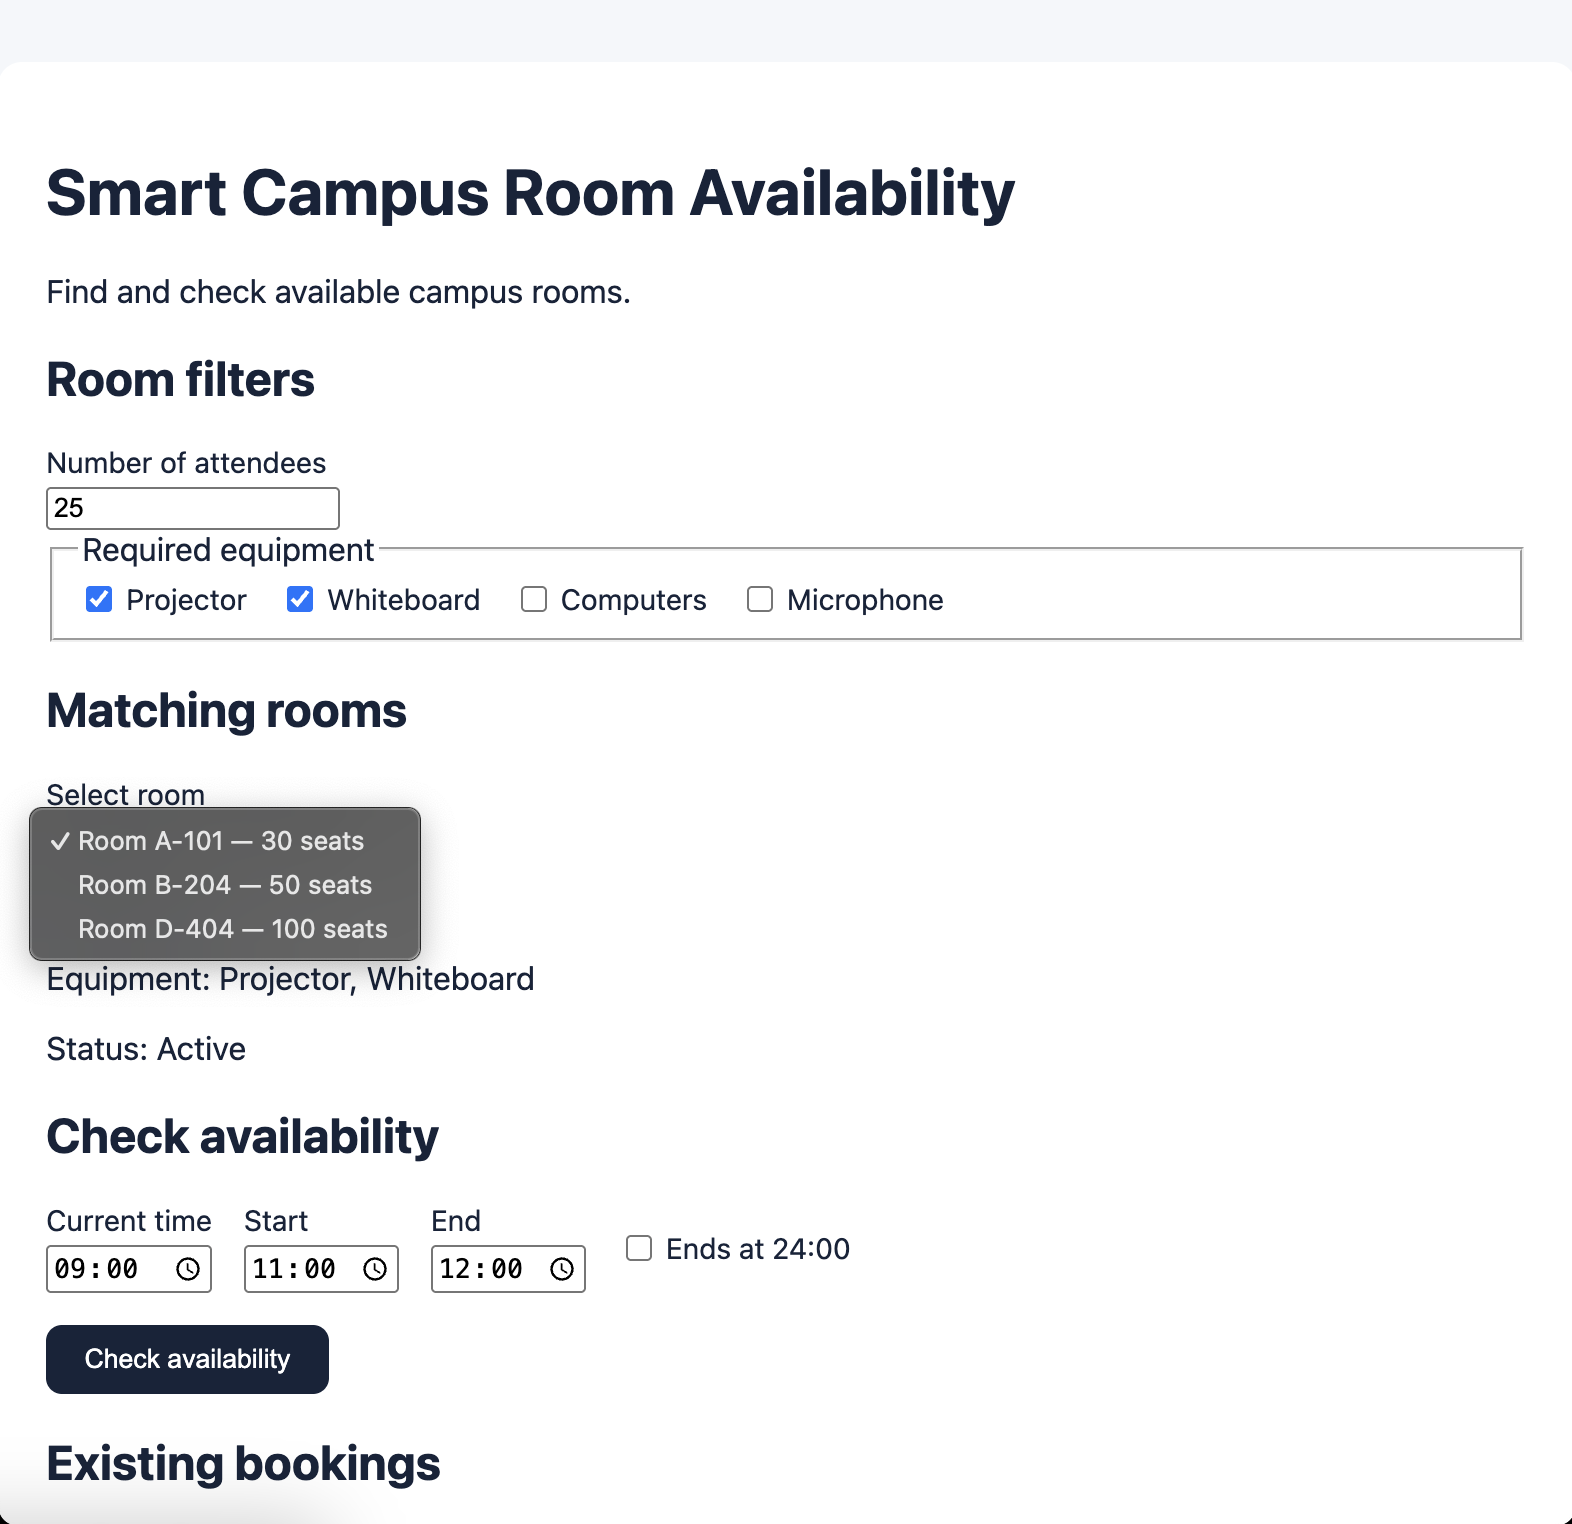 Smart Campus Room Availability
Find and check available campus rooms.
Room filters
Number of attendees
25
Required equipment
Projector Whiteboard Computers Microphone
Matching rooms
Select room
✓ Room A-101 — 30 seats
Room B-204 — 50 seats
Room D-404 — 100 seats
Equipment: Projector, Whiteboard
Status: Active
Check availability
Current time Start End
Ends at 24:00
09:00 11:00 12:00
Check availability
Existing bookings